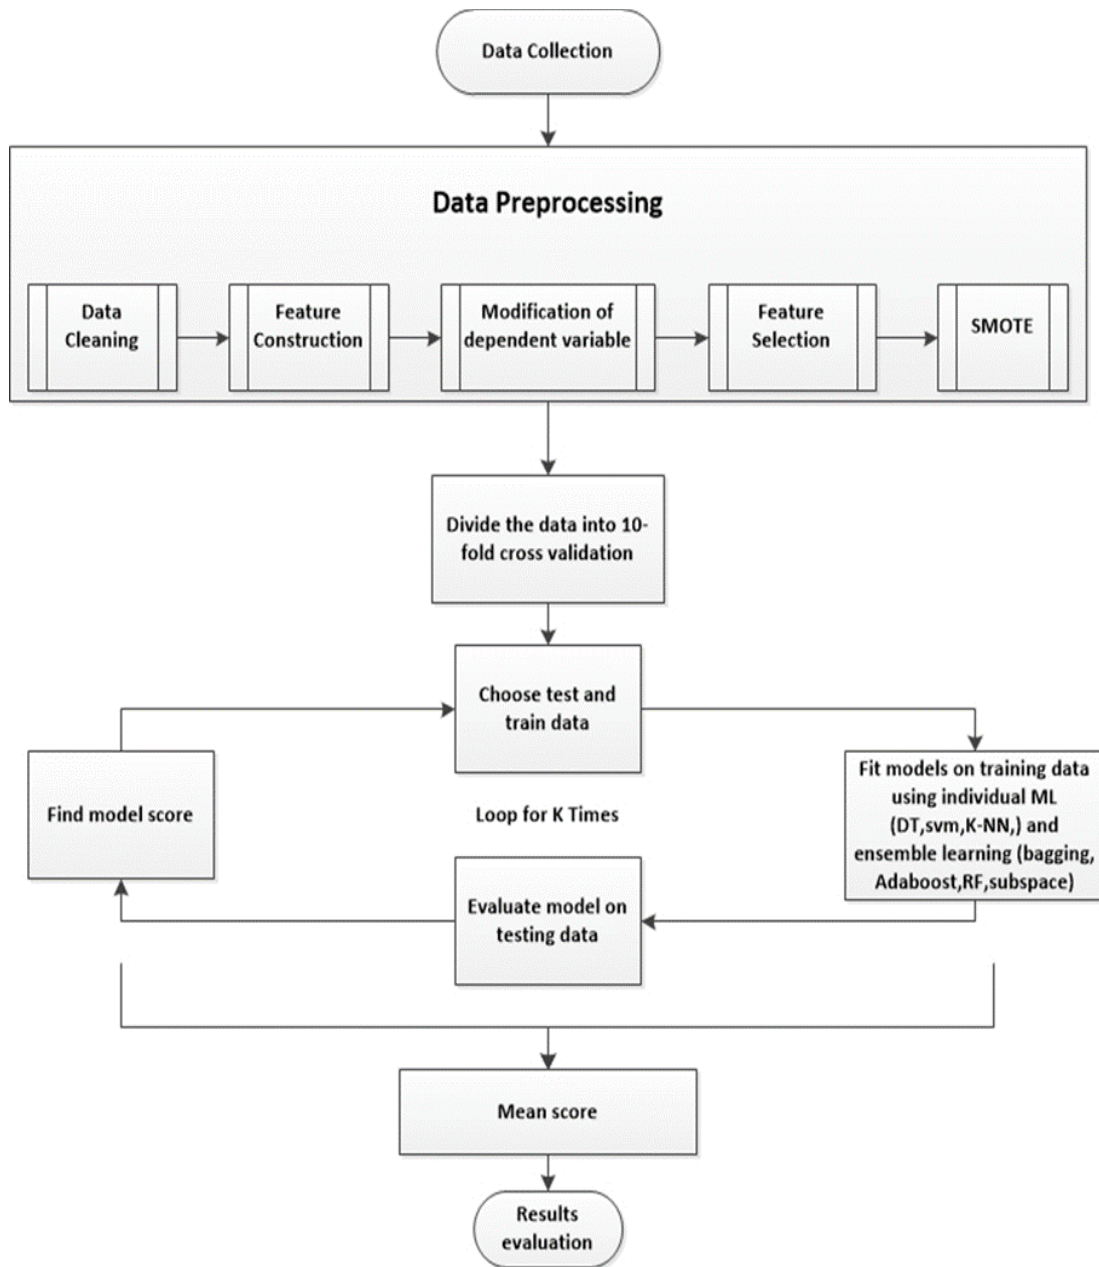 Data Collection
Data Preprocessing
Data
Cleaning
Feature
Construction
Modification of
dependent variable
Feature
Selection
SMOTE
Divide the data into 10-
fold cross validation
Choose test and
train data
Find model score
Loop for K Times
Fit models on training data
using individual ML
(DT,svm,K-NN,) and
ensemble learning (bagging,
Adaboost,RF,subspace)
Evaluate model on
testing data
Mean score
Results
evaluation